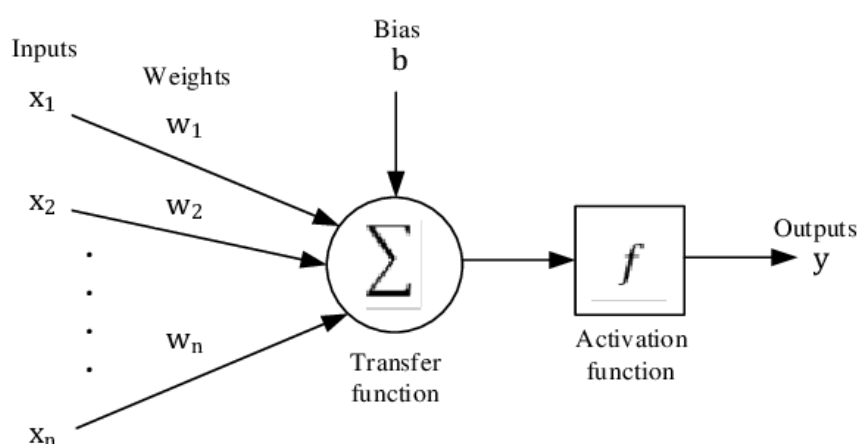 Inputs
Weights
Bias
b
x₁
w₁
x₂
w₂
.
.
.
.
wₙ
xₙ
Σ
Transfer
function
f
Activation
function
Outputs
y